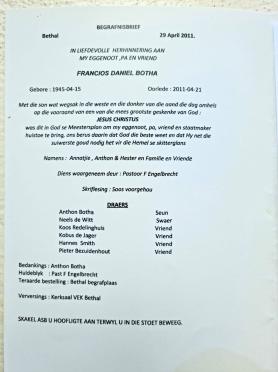 BEGRAFNISBRIEF
Bethal 29 April 2011.
IN LIEFDEVOLLE HERHINNERING AAN
MY EGGENOOT ,PA EN VRIEND
FRANCIOS DANIEL BOTHA
Gebore : 1945-04-15 Oorlede : 2011-04-21
Met die son wat wegsak in die weste en die donker van die aand die dag omhels
op die vooraand van een van die mees grootste geskenke van God :
JESUS CHRISTUS
was dit in God se Meestersplan om my eggenoot, pa, vriend en staatmaker
huistoe te bring, ons berus daarin dat God die beste weet en dat Hy net die
suiwerste goud nodig het vir die Hemel se skitterglans
Namens : Annatjie , Anthon & Hester en Familie en Vriende
Diens waargeneem deur : Pastoor F Engelbrecht
Skriflesing : Soos voorgehou
DRAERS
Anthon Botha Seun
Neels de Witt Swaer
Koos Redelinghuis Vriend
Kobus de Jager Vriend
Hannes Smith Vriend
Pieter Bezuidenhout Vriend
Bedankings : Anthon Botha
Huideblyk : Past F Engelbrecht
Teraarde bestelling : Bethal begrafplaas
Verversings : Kerksaal VEK Bethal
SKAKEL ASB U HOOFLIGTE AAN TERWYL U IN DIE STOET BEWEEG.